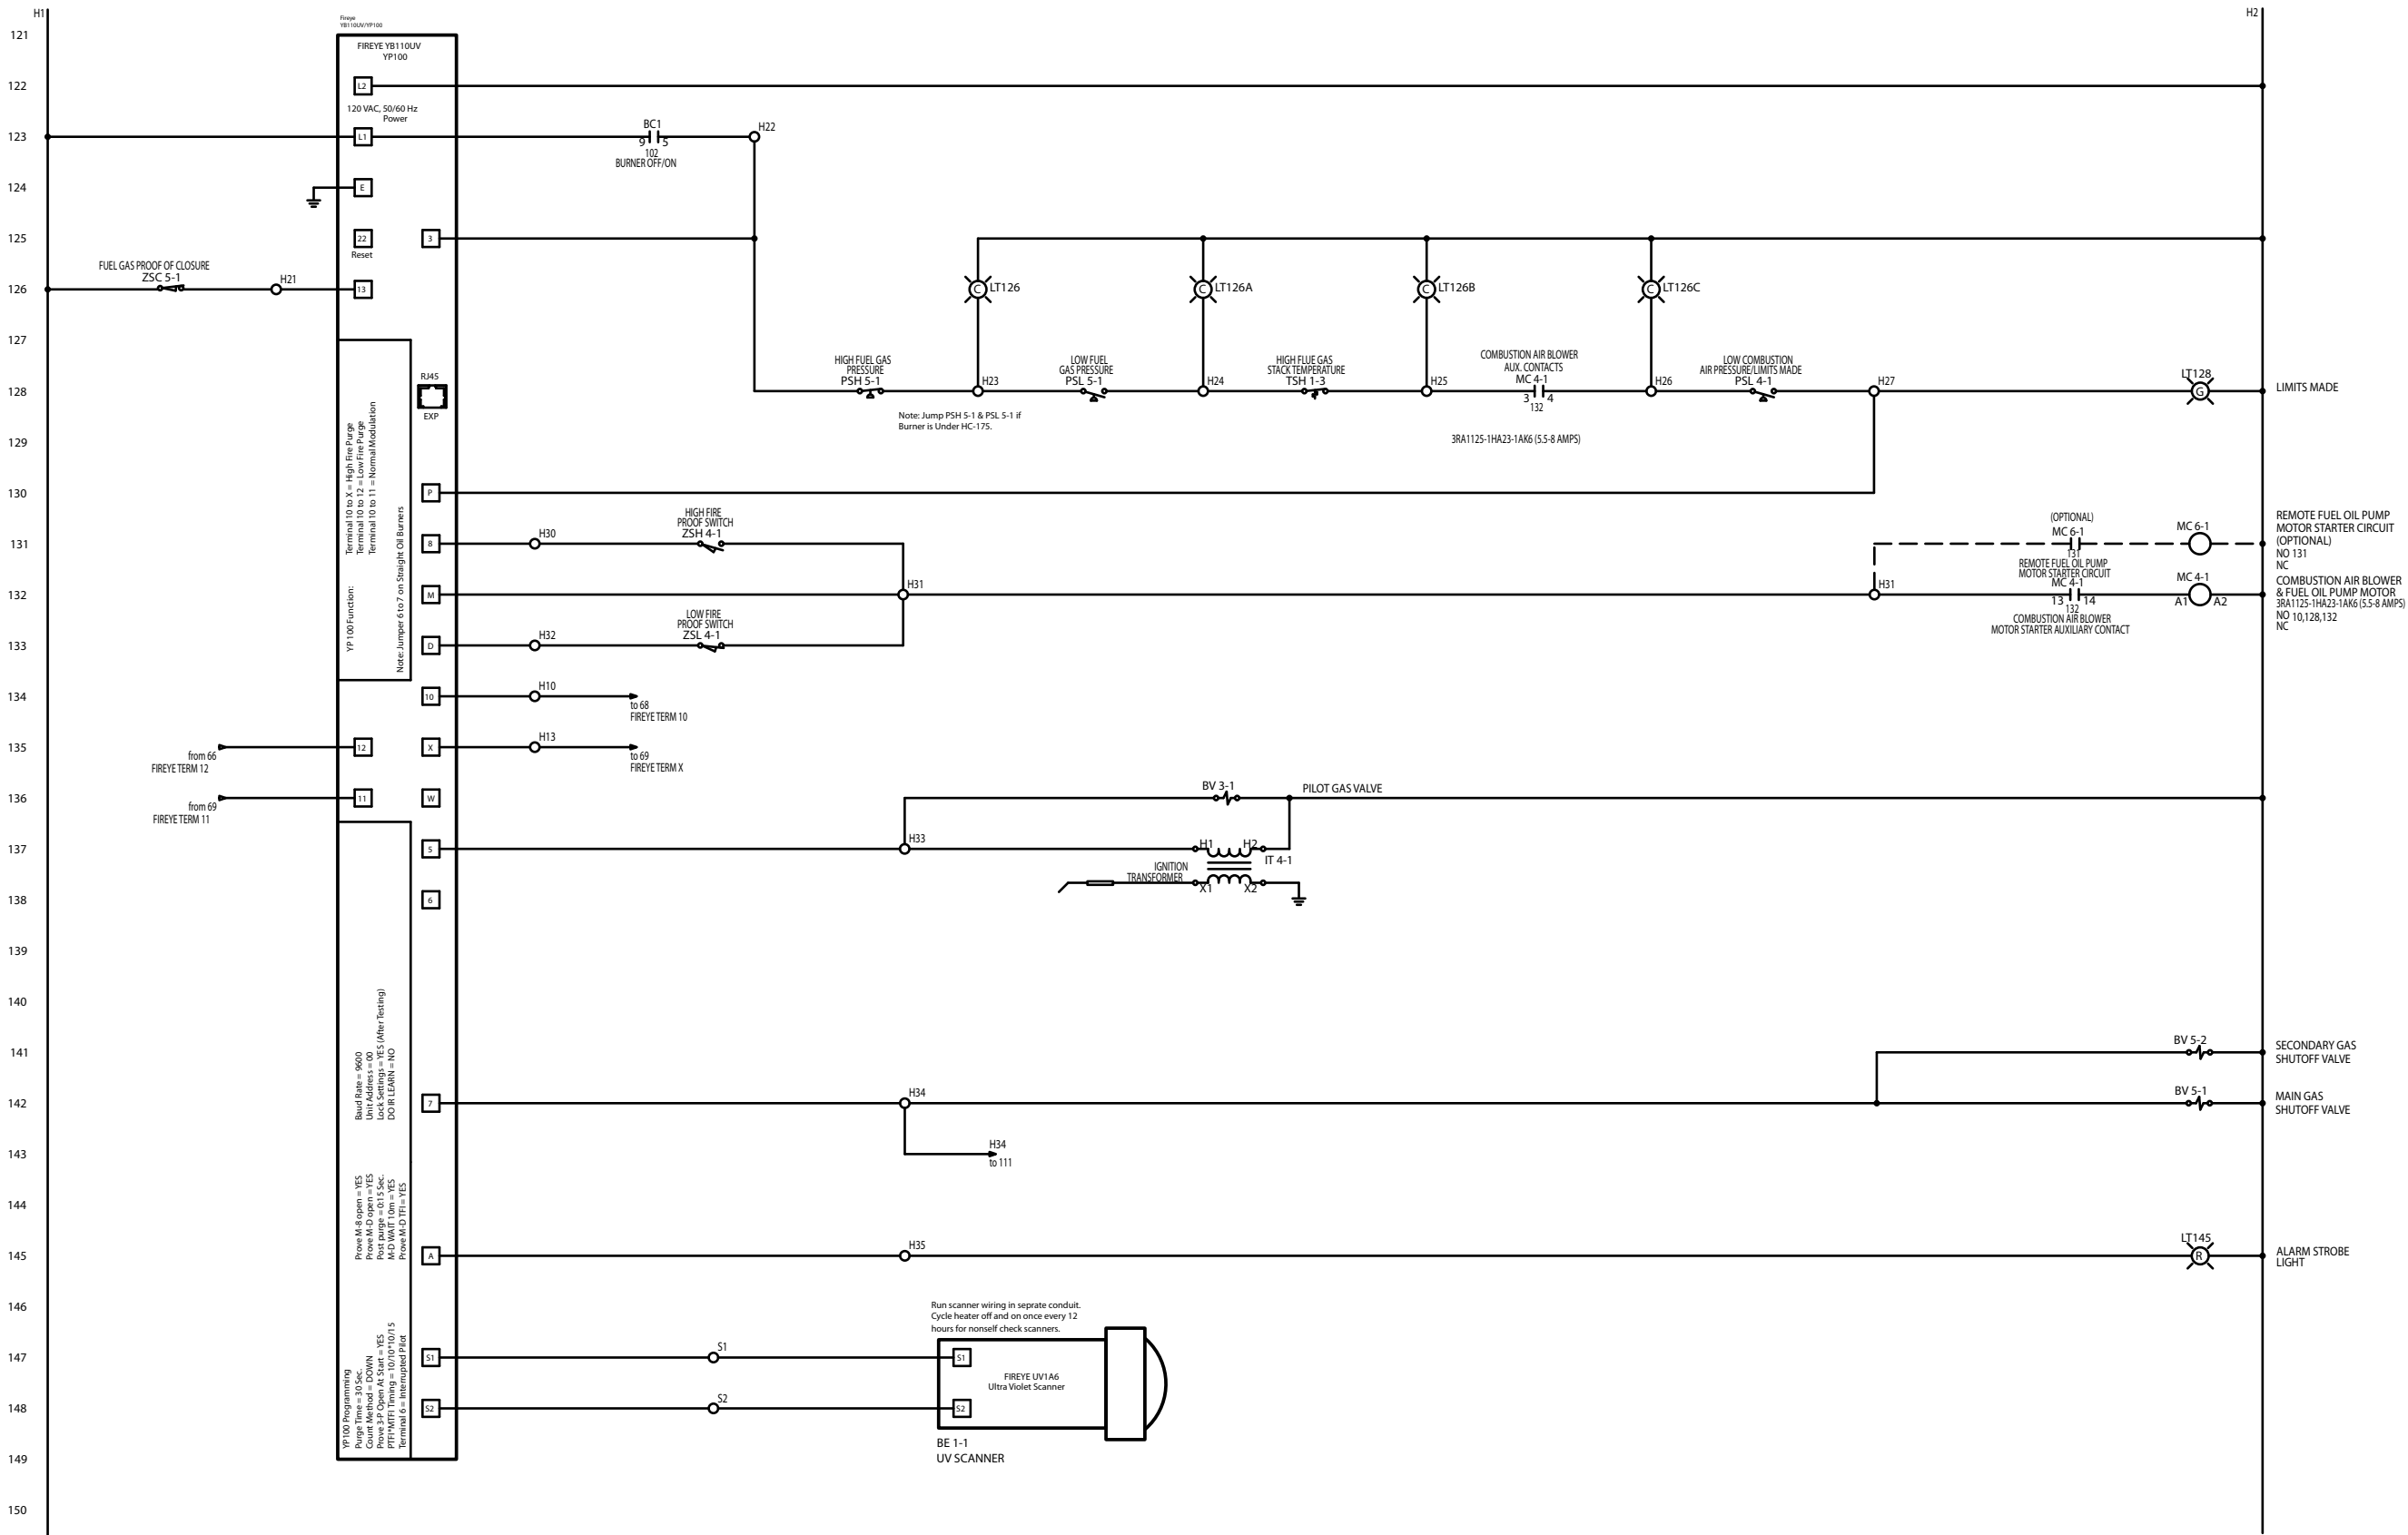 H1
H2
Fireye
YB110UV/YP100
121
FIREYE YB110UV
YP100
122
L2
120 VAC, 50/60 Hz
Power
123
L1
BC1
9 5
102
BURNER OFF/ON
H22
124
E
125
22
Reset
3
FUEL GAS PROOF OF CLOSURE
ZSC 5-1
H21
126
13
C LT126
C LT126A
C LT126B
C LT126C
127
RJ45
EXP
128
HIGH FUEL GAS
PRESSURE
PSH 5-1
H23
LOW FUEL
GAS PRESSURE
PSL 5-1
H24
HIGH FLUE GAS
STACK TEMPERATURE
TSH 1-3
H25
COMBUSTION AIR BLOWER
AUX. CONTACTS
MC 4-1
3 4
132
H26
LOW COMBUSTION
AIR PRESSURE/LIMITS MADE
PSL 4-1
H27
LT128
G
LIMITS MADE
Note: Jump PSH 5-1 & PSL 5-1 if
Burner is Under HC-175.
129
3RA1125-1HA23-1AK6 (5.5-8 AMPS)
YP 100 Function:
Terminal 10 to X = High Fire Purge
Terminal 10 to 12 = Low Fire Purge
Terminal 10 to 11 = Normal Modulation
Note: Jumper 6 to 7 on Straight Oil Burners
130
P
131
8
H30
HIGH FIRE
PROOF SWITCH
ZSH 4-1
(OPTIONAL)
MC 6-1
131
REMOTE FUEL OIL PUMP
MOTOR STARTER CIRCUIT
MC 6-1
REMOTE FUEL OIL PUMP
MOTOR STARTER CIRCUIT
(OPTIONAL)
NO 131
NC
132
M
H31
H31
MC 4-1
13 14
132
COMBUSTION AIR BLOWER
MOTOR STARTER AUXILIARY CONTACT
MC 4-1
A1 A2
COMBUSTION AIR BLOWER
& FUEL OIL PUMP MOTOR
3RA1125-1HA23-1AK6 (5.5-8 AMPS)
NO 10,128,132
NC
133
D
H32
LOW FIRE
PROOF SWITCH
ZSL 4-1
134
10
H10
to 68
FIREYE TERM 10
135
from 66
FIREYE TERM 12
12
X
H13
to 69
FIREYE TERM X
136
from 69
FIREYE TERM 11
11
W
BV 3-1
PILOT GAS VALVE
137
5
H33
H1 H2
IT 4-1
IGNITION
TRANSFORMER
X1 X2
138
6
139
140
141
BV 5-2
SECONDARY GAS
SHUTOFF VALVE
142
7
H34
BV 5-1
MAIN GAS
SHUTOFF VALVE
143
H34
to 111
144
145
A
H35
LT145
R
ALARM STROBE
LIGHT
146
Run scanner wiring in seprate conduit.
Cycle heater off and on once every 12
hours for nonself check scanners.
147
S1
S1
S1
FIREYE UV1A6
Ultra Violet Scanner
148
S2
S2
S2
BE 1-1
UV SCANNER
149
150
YP100 Programming
Purge Time = 30 Sec.
Count Method = DOWN
Prove 3-P Open At Start = YES
PTFI*MTFI Timing = 10/10*10/15
Terminal 6 = Interrupted Pilot
Prove M-8 open = YES
Prove M-D open = YES
Post purge = 0:15 Sec.
M-D WAIT 10m = YES
Prove M-D TFI = YES
Baud Rate = 9600
Unit Address = 00
Lock Settings = YES (After Testing)
DO IR LEARN = NO